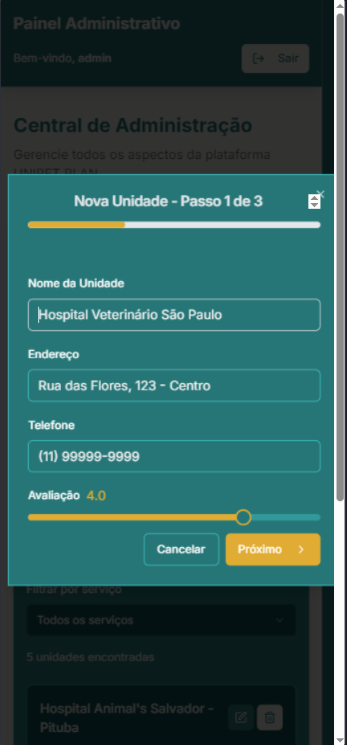 Painel Administrativo
Bem-vindo, admin
Sair
Central de Administração
Gerencie todos os aspectos da plataforma
UNIPET PLAN
Nova Unidade - Passo 1 de 3
Nome da Unidade
Hospital Veterinário São Paulo
Endereço
Rua das Flores, 123 - Centro
Telefone
(11) 99999-9999
Avaliação 4.0
Cancelar
Próximo
Filtrar por serviço
Todos os serviços
5 unidades encontradas
Hospital Animal's Salvador -
Pituba